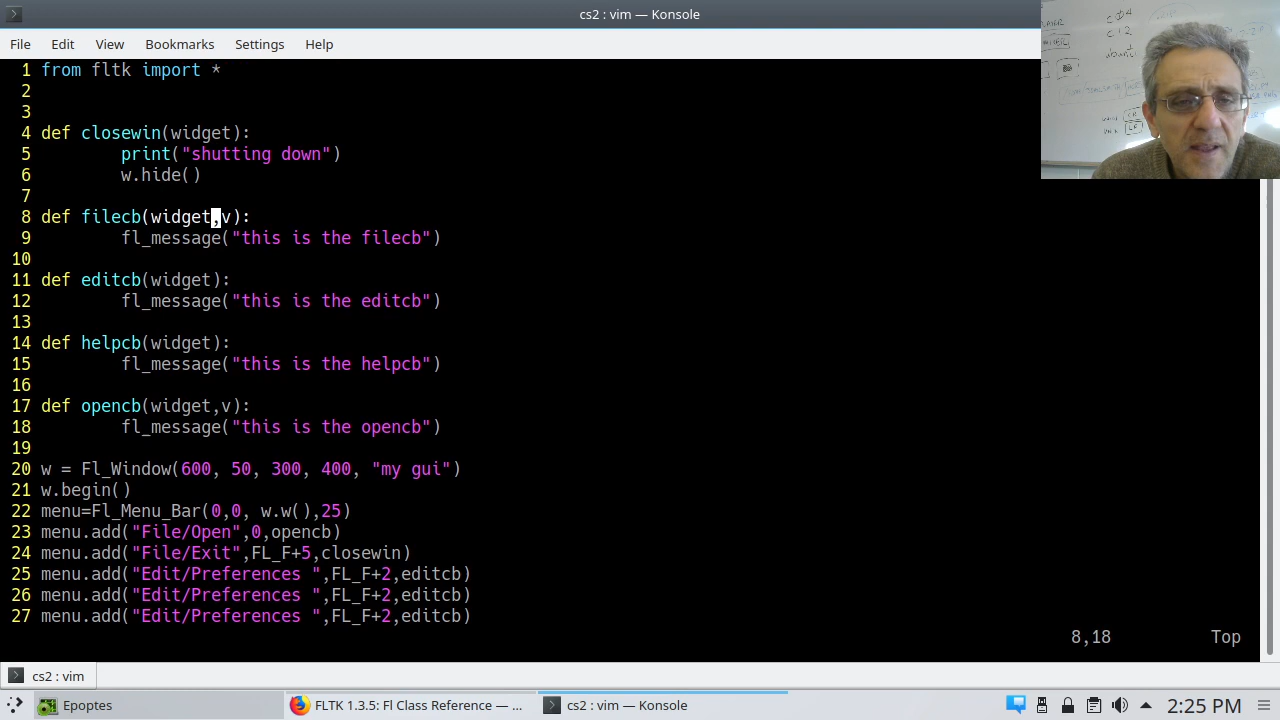 cs2 : vim — Konsole
File Edit View Bookmarks Settings Help
1 from fltk import *
2
3
4 def closewin(widget):
5 print("shutting down")
6 w.hide()
7
8 def filecb(widget,v):
9 fl_message("this is the filecb")
10
11 def editcb(widget):
12 fl_message("this is the editcb")
13
14 def helpcb(widget):
15 fl_message("this is the helpcb")
16
17 def opencb(widget,v):
18 fl_message("this is the opencb")
19
20 w = Fl_Window(600, 50, 300, 400, "my gui")
21 w.begin()
22 menu=Fl_Menu_Bar(0,0, w.w(),25)
23 menu.add("File/Open",0,opencb)
24 menu.add("File/Exit",FL_F+5,closewin)
25 menu.add("Edit/Preferences ",FL_F+2,editcb)
26 menu.add("Edit/Preferences ",FL_F+2,editcb)
27 menu.add("Edit/Preferences ",FL_F+2,editcb)
8,18 Top
cs2 : vim
Epoptes FLTK 1.3.5: Fl Class Reference — ... cs2 : vim — Konsole 2:25 PM